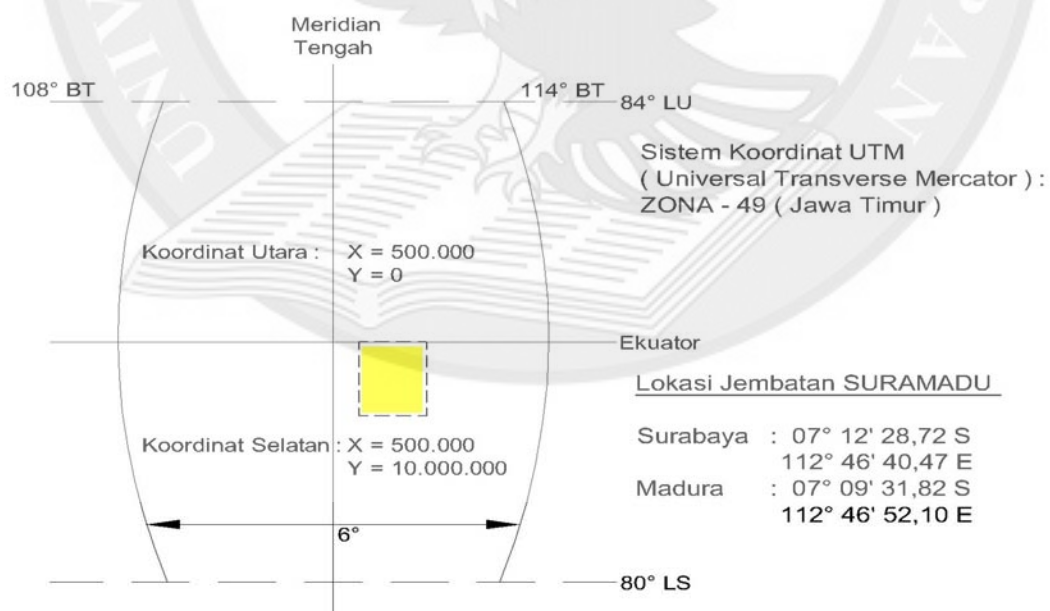 Meridian
Tengah
108° BT
114° BT
84° LU
Sistem Koordinat UTM
( Universal Transverse Mercator ) :
ZONA - 49 ( Jawa Timur )
Koordinat Utara : X = 500.000
Y = 0
Ekuator
Lokasi Jembatan SURAMADU
Koordinat Selatan : X = 500.000
Y = 10.000.000
Surabaya : 07° 12' 28,72 S
112° 46' 40,47 E
Madura : 07° 09' 31,82 S
112° 46' 52,10 E
6°
80° LS